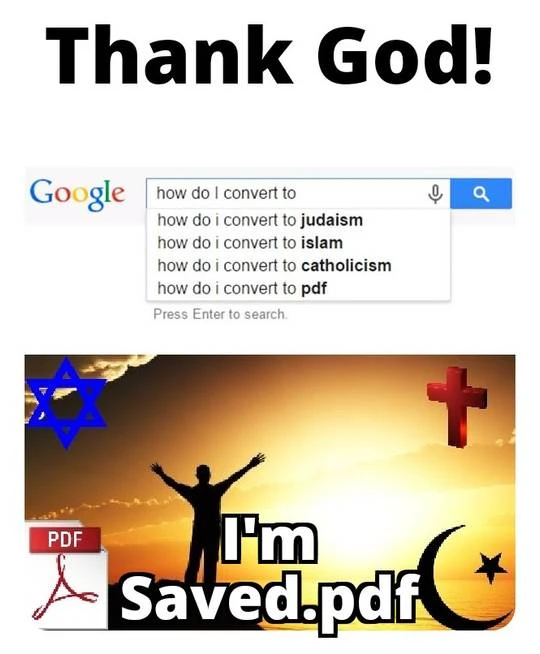 Thank God!
Google
how do I convert to
how do i convert to judaism
how do i convert to islam
how do i convert to catholicism
how do i convert to pdf
Press Enter to search.
PDF
I'm
Saved.pdf